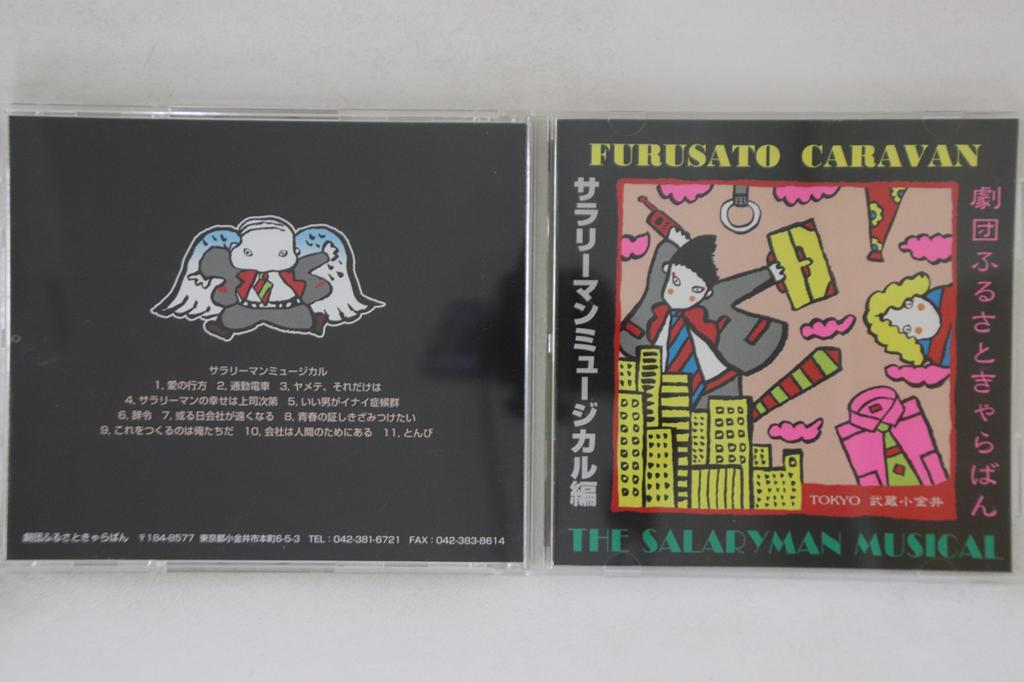 サラリーマンミュージカル
1, 愛の行方 2, 通勤電車 3, ヤメテ、それだけは
4, サラリーマンの幸せは上司次第 5, いい男がイナイ症候群
6, 辞令 7, 或る日会社が遠くなる 8, 青春の証しきざみつけたい
9, これをつくるのは俺たちだ 10, 会社は人間のためにある 11, とんび
劇団ふるさときゃらばん 〒184-8577 東京都小金井市本町6-5-3 TEL : 042-381-6721 FAX : 042-383-8614
FURUSATO CARAVAN
劇団ふるさときゃらばん
サラリーマンミュージカル編
TOKYO 武蔵小金井
THE SALARYMAN MUSICAL